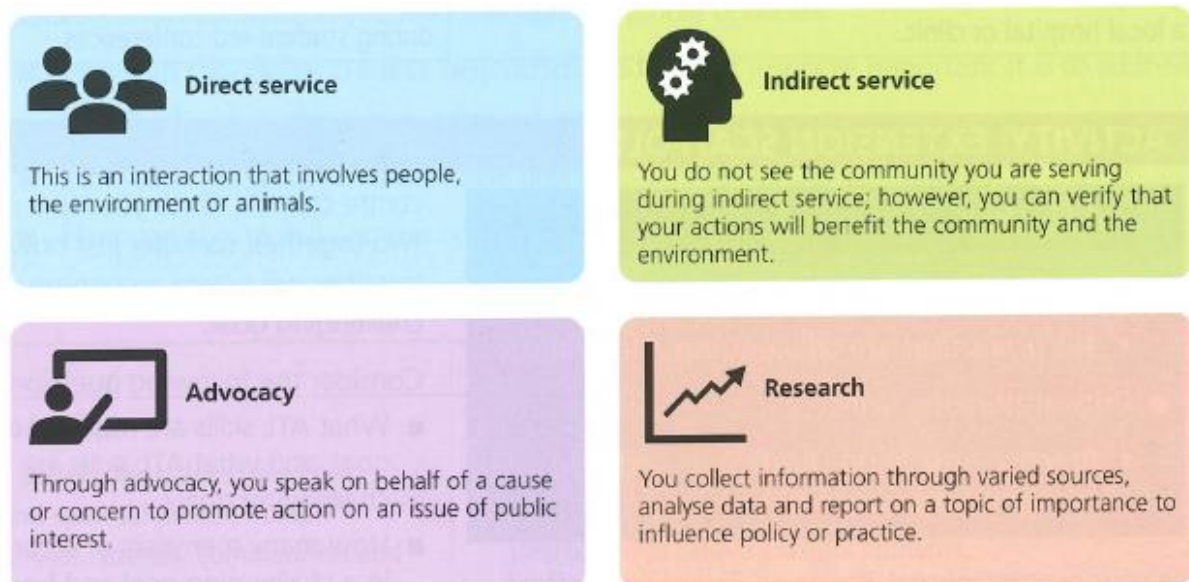 a local hospital or clinic.
Direct service
This is an interaction that involves people,
the environment or animals.
Indirect service
You do not see the community you are serving
during indirect service; however, you can verify that
your actions will benefit the community and the
environment.
Advocacy
Through advocacy, you speak on behalf of a cause
or concern to promote action on an issue of public
interest.
Research
You collect information through varied sources,
analyse data and report on a topic of importance to
influence policy or practice.